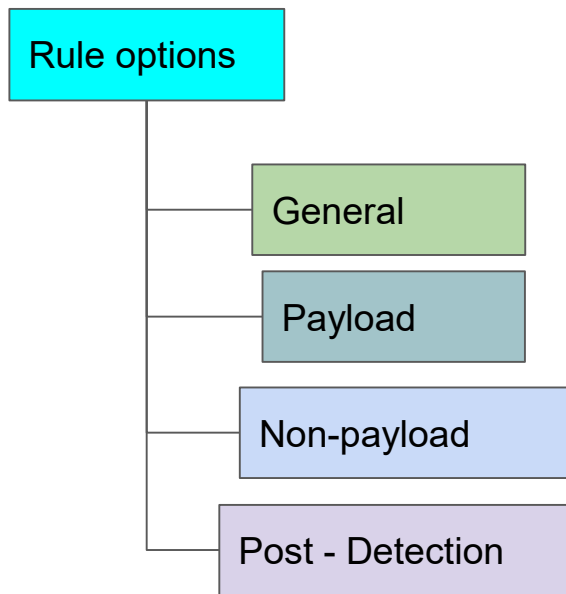 Rule options
General
Payload
Non-payload
Post - Detection